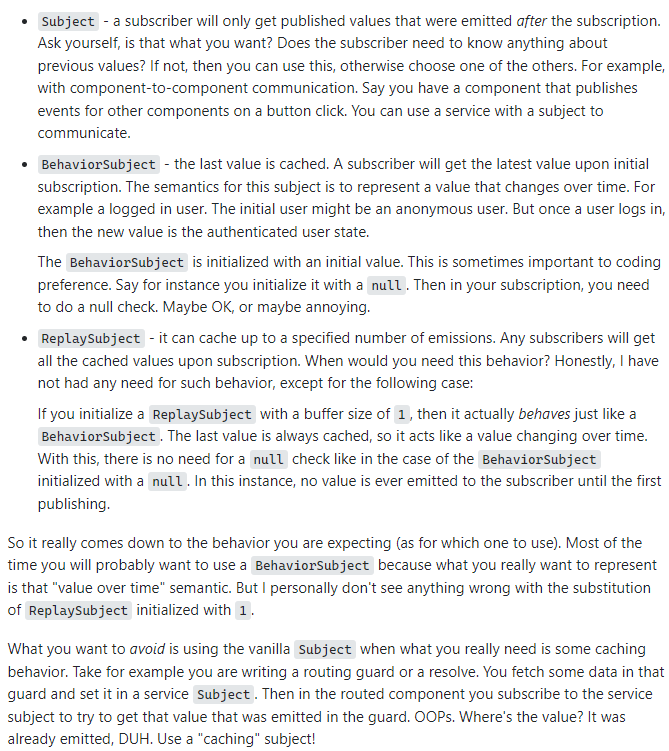 Subject - a subscriber will only get published values that were emitted after the subscription.
Ask yourself, is that what you want? Does the subscriber need to know anything about
previous values? If not, then you can use this, otherwise choose one of the others. For example,
with component-to-component communication. Say you have a component that publishes
events for other components on a button click. You can use a service with a subject to
communicate.
BehaviorSubject - the last value is cached. A subscriber will get the latest value upon initial
subscription. The semantics for this subject is to represent a value that changes over time. For
example a logged in user. The initial user might be an anonymous user. But once a user logs in,
then the new value is the authenticated user state.
The BehaviorSubject is initialized with an initial value. This is sometimes important to coding
preference. Say for instance you initialize it with a null. Then in your subscription, you need
to do a null check. Maybe OK, or maybe annoying.
ReplaySubject - it can cache up to a specified number of emissions. Any subscribers will get
all the cached values upon subscription. When would you need this behavior? Honestly, I have
not had any need for such behavior, except for the following case:
If you initialize a ReplaySubject with a buffer size of 1, then it actually behaves just like a
BehaviorSubject. The last value is always cached, so it acts like a value changing over time.
With this, there is no need for a null check like in the case of the BehaviorSubject
initialized with a null. In this instance, no value is ever emitted to the subscriber until the first
publishing.
So it really comes down to the behavior you are expecting (as for which one to use). Most of the
time you will probably want to use a BehaviorSubject because what you really want to represent
is that "value over time" semantic. But I personally don't see anything wrong with the substitution
of ReplaySubject initialized with 1.
What you want to avoid is using the vanilla Subject when what you really need is some caching
behavior. Take for example you are writing a routing guard or a resolve. You fetch some data in that
guard and set it in a service Subject. Then in the routed component you subscribe to the service
subject to try to get that value that was emitted in the guard. OOPs. Where's the value? It was
already emitted, DUH. Use a "caching" subject!